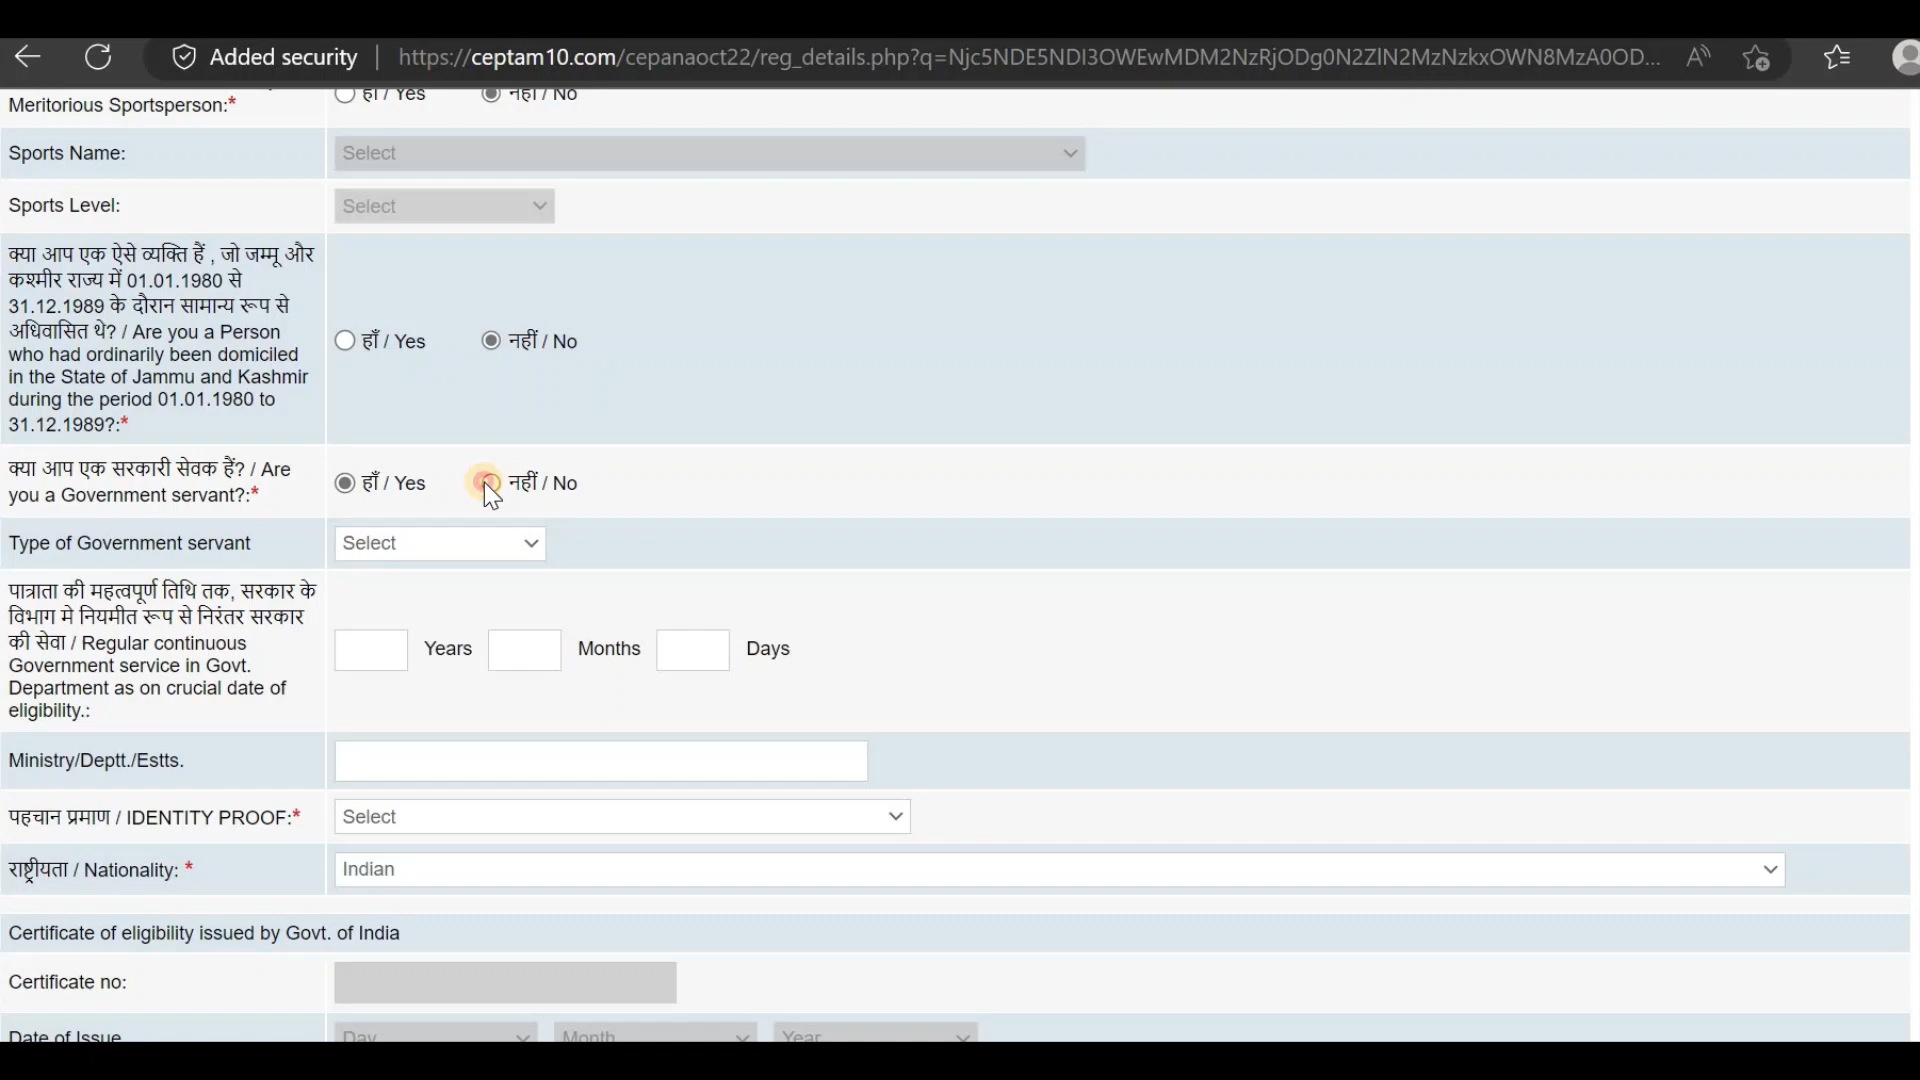 Added security | https://ceptam10.com/cepanaoct22/reg_details.php?q=Njc5NDE5NDI3OWEwMDM2NzRjODg0N2ZlN2MzNzkxOWN8MzA0OD...
Meritorious Sportsperson:* हाँ / Yes नहीं / No
Sports Name: Select
Sports Level: Select
क्या आप एक ऐसे व्यक्ति हैं , जो जम्मू और
कश्मीर राज्य में 01.01.1980 से
31.12.1989 के दौरान सामान्य रूप से
अधिवासित थे? / Are you a Person
who had ordinarily been domiciled
in the State of Jammu and Kashmir
during the period 01.01.1980 to
31.12.1989?:*
हाँ / Yes नहीं / No
क्या आप एक सरकारी सेवक हैं? / Are
you a Government servant?:*
हाँ / Yes नहीं / No
Type of Government servant Select
पात्राता की महत्वपूर्ण तिथि तक, सरकार के
विभाग मे नियमीत रूप से निरंतर सरकार
की सेवा / Regular continuous
Government service in Govt.
Department as on crucial date of
eligibility.:
Years Months Days
Ministry/Deptt./Estts.
पहचान प्रमाण / IDENTITY PROOF:* Select
राष्ट्रीयता / Nationality: * Indian
Certificate of eligibility issued by Govt. of India
Certificate no:
Date of Issue Day Month Year